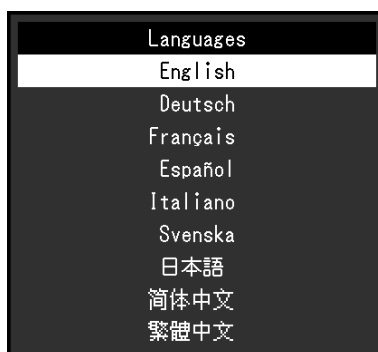 Languages
English
Deutsch
Français
Español
Italiano
Svenska
日本語
简体中文
繁體中文